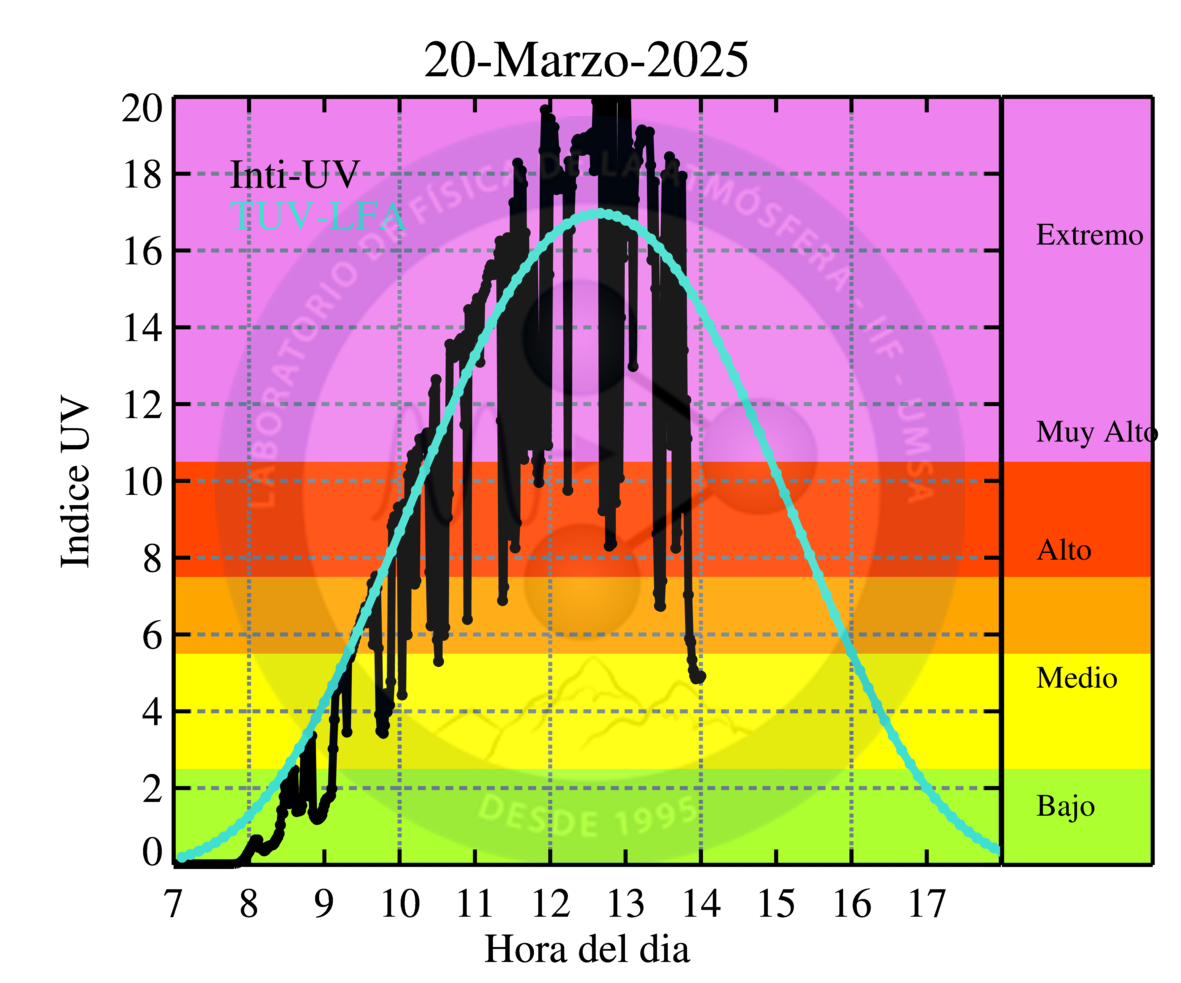 20-Marzo-2025
Inti-UV
TUV-LFA
LABORATORIO DE FÍSICA DE LA ATMÓSFERA - IIF - UMSA
DESDE 1995
Indice UV
20
18
16
14
12
10
8
6
4
2
0
Extremo
Muy Alto
Alto
Medio
Bajo
7 8 9 10 11 12 13 14 15 16 17
Hora del dia